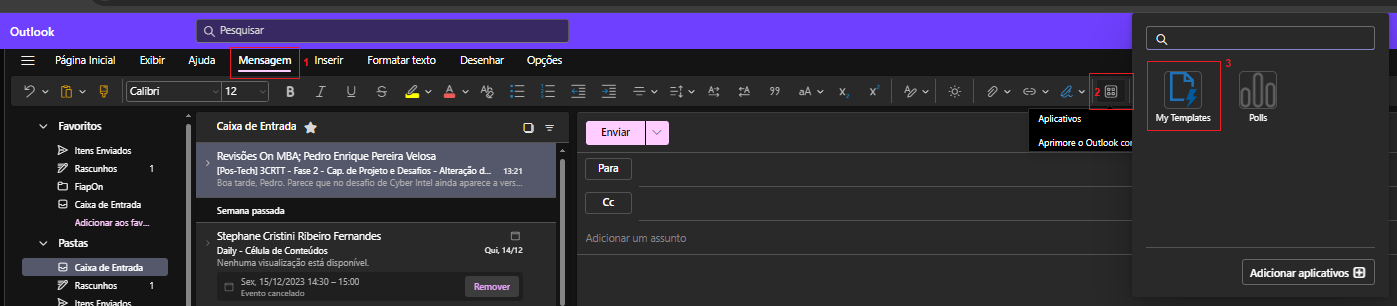 Outlook
Pesquisar
Página Inicial Exibir Ajuda Mensagem 1 Inserir Formatar texto Desenhar Opções
Calibri 12 B I U S A Ab 99 aA x₂ x² A 2
Favoritos
Itens Enviados
Rascunhos 1
FiapOn
Caixa de Entrada
Adicionar aos fav...
Pastas
Caixa de Entrada
Rascunhos 1
Itens Enviados
Caixa de Entrada
Revisões On MBA; Pedro Enrique Pereira Velosa
[Pos-Tech] 3CRTT - Fase 2 - Cap. de Projeto e Desafios - Alteração d... 13:21
Boa tarde, Pedro. Parece que no desafio de Cyber Intel ainda aparece a vers...
Semana passada
Stephane Cristini Ribeiro Fernandes
Daily - Célula de Conteúdos Qui, 14/12
Nenhuma visualização está disponível.
Sex, 15/12/2023 14:30 – 15:00
Evento cancelado
Remover
Enviar
Para
Cc
Adicionar um assunto
Aplicativos
Aprimore o Outlook con
3
My Templates
Polls
Adicionar aplicativos